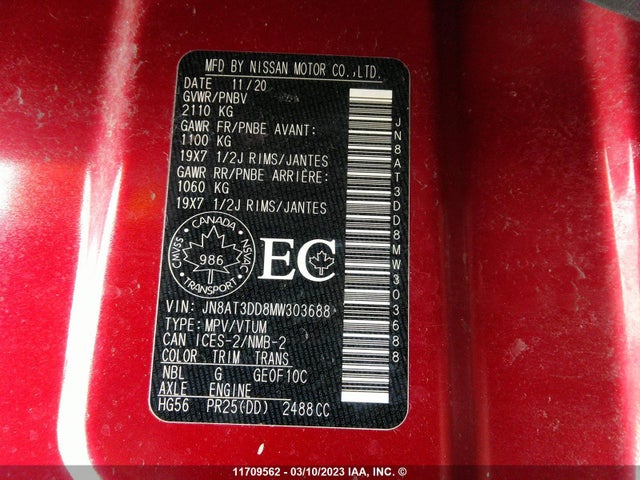 MFD BY NISSAN MOTOR CO.,LTD.
DATE 11/20
GVWR/PNBV
2110 KG
GAWR FR/PNBE AVANT:
1100 KG
19X7 1/2J RIMS/JANTES
GAWR RR/PNBE ARRIÈRE:
1060 KG
19X7 1/2J RIMS/JANTES
CANADA
CMVSS
NSVAC
986
TRANSPORT
EC
VIN: JN8AT3DD8MW303688
TYPE: MPV/VTUM
CAN ICES-2/NMB-2
COLOR TRIM TRANS
NBL G GE0F10C
AXLE ENGINE
HG56 PR25(DD) 2488CC
JN8AT3DD8MW303688
11709562 - 03/10/2023 IAA, INC. ©